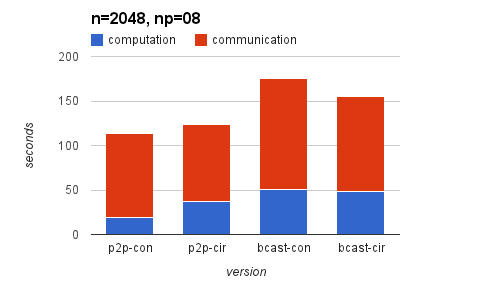 n=2048, np=08
computation communication
200
150
100
50
0
seconds
p2p-con p2p-cir bcast-con bcast-cir
version